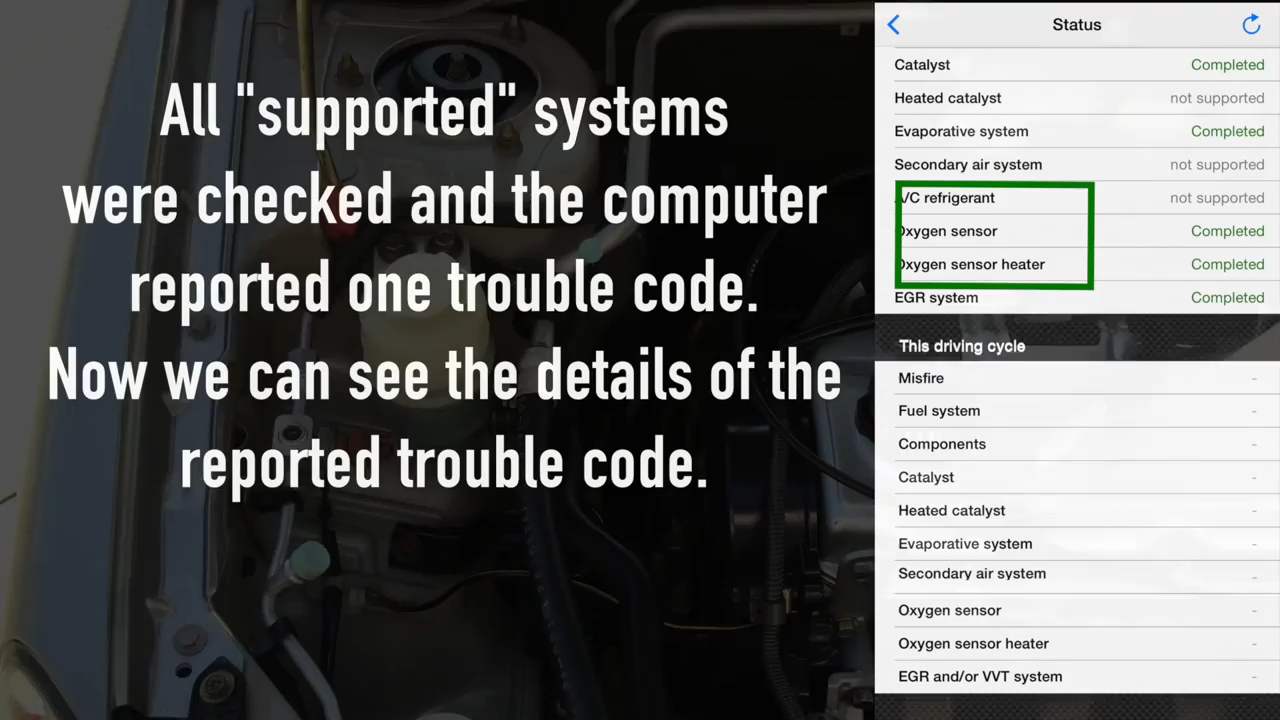 All "supported" systems
were checked and the computer
reported one trouble code.
Now we can see the details of the
reported trouble code.
Status
Catalyst Completed
Heated catalyst not supported
Evaporative system Completed
Secondary air system not supported
A/C refrigerant not supported
Oxygen sensor Completed
Oxygen sensor heater Completed
EGR system Completed
This driving cycle
Misfire -
Fuel system -
Components -
Catalyst -
Heated catalyst -
Evaporative system -
Secondary air system -
Oxygen sensor -
Oxygen sensor heater -
EGR and/or VVT system -